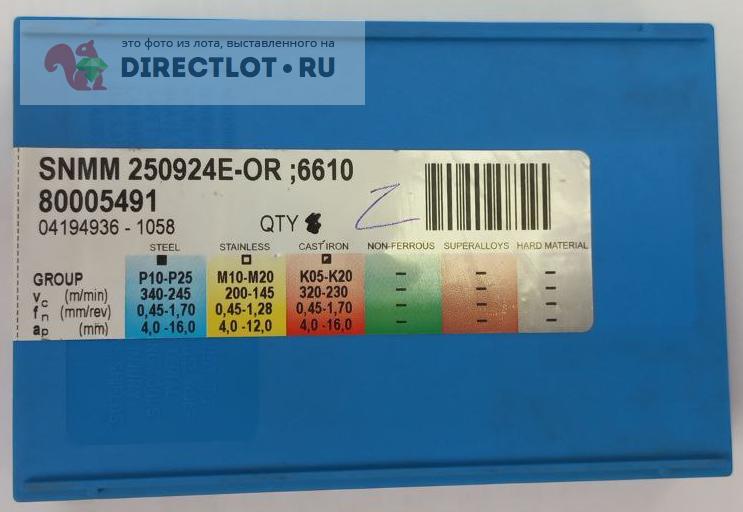 это фото из лота, выставленного на
DIRECTLOT•RU
SNMM 250924E-OR ;6610
80005491
04194936 - 1058
QTY
STEEL STAINLESS CAST IRON NON-FERROUS SUPERALLOYS HARD MATERIAL
GROUP P10-P25 M10-M20 K05-K20 – – –
vc (m/min) 340-245 200-145 320-230 – – –
fn (mm/rev) 0,45-1,70 0,45-1,28 0,45-1,70 – – –
ap (mm) 4,0 -16,0 4,0 -12,0 4,0 -16,0 – – –